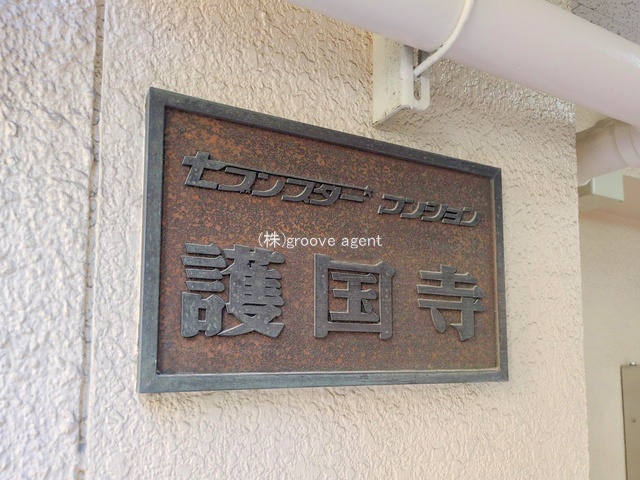 セブンスター マンション
(株)groove agent
護国寺